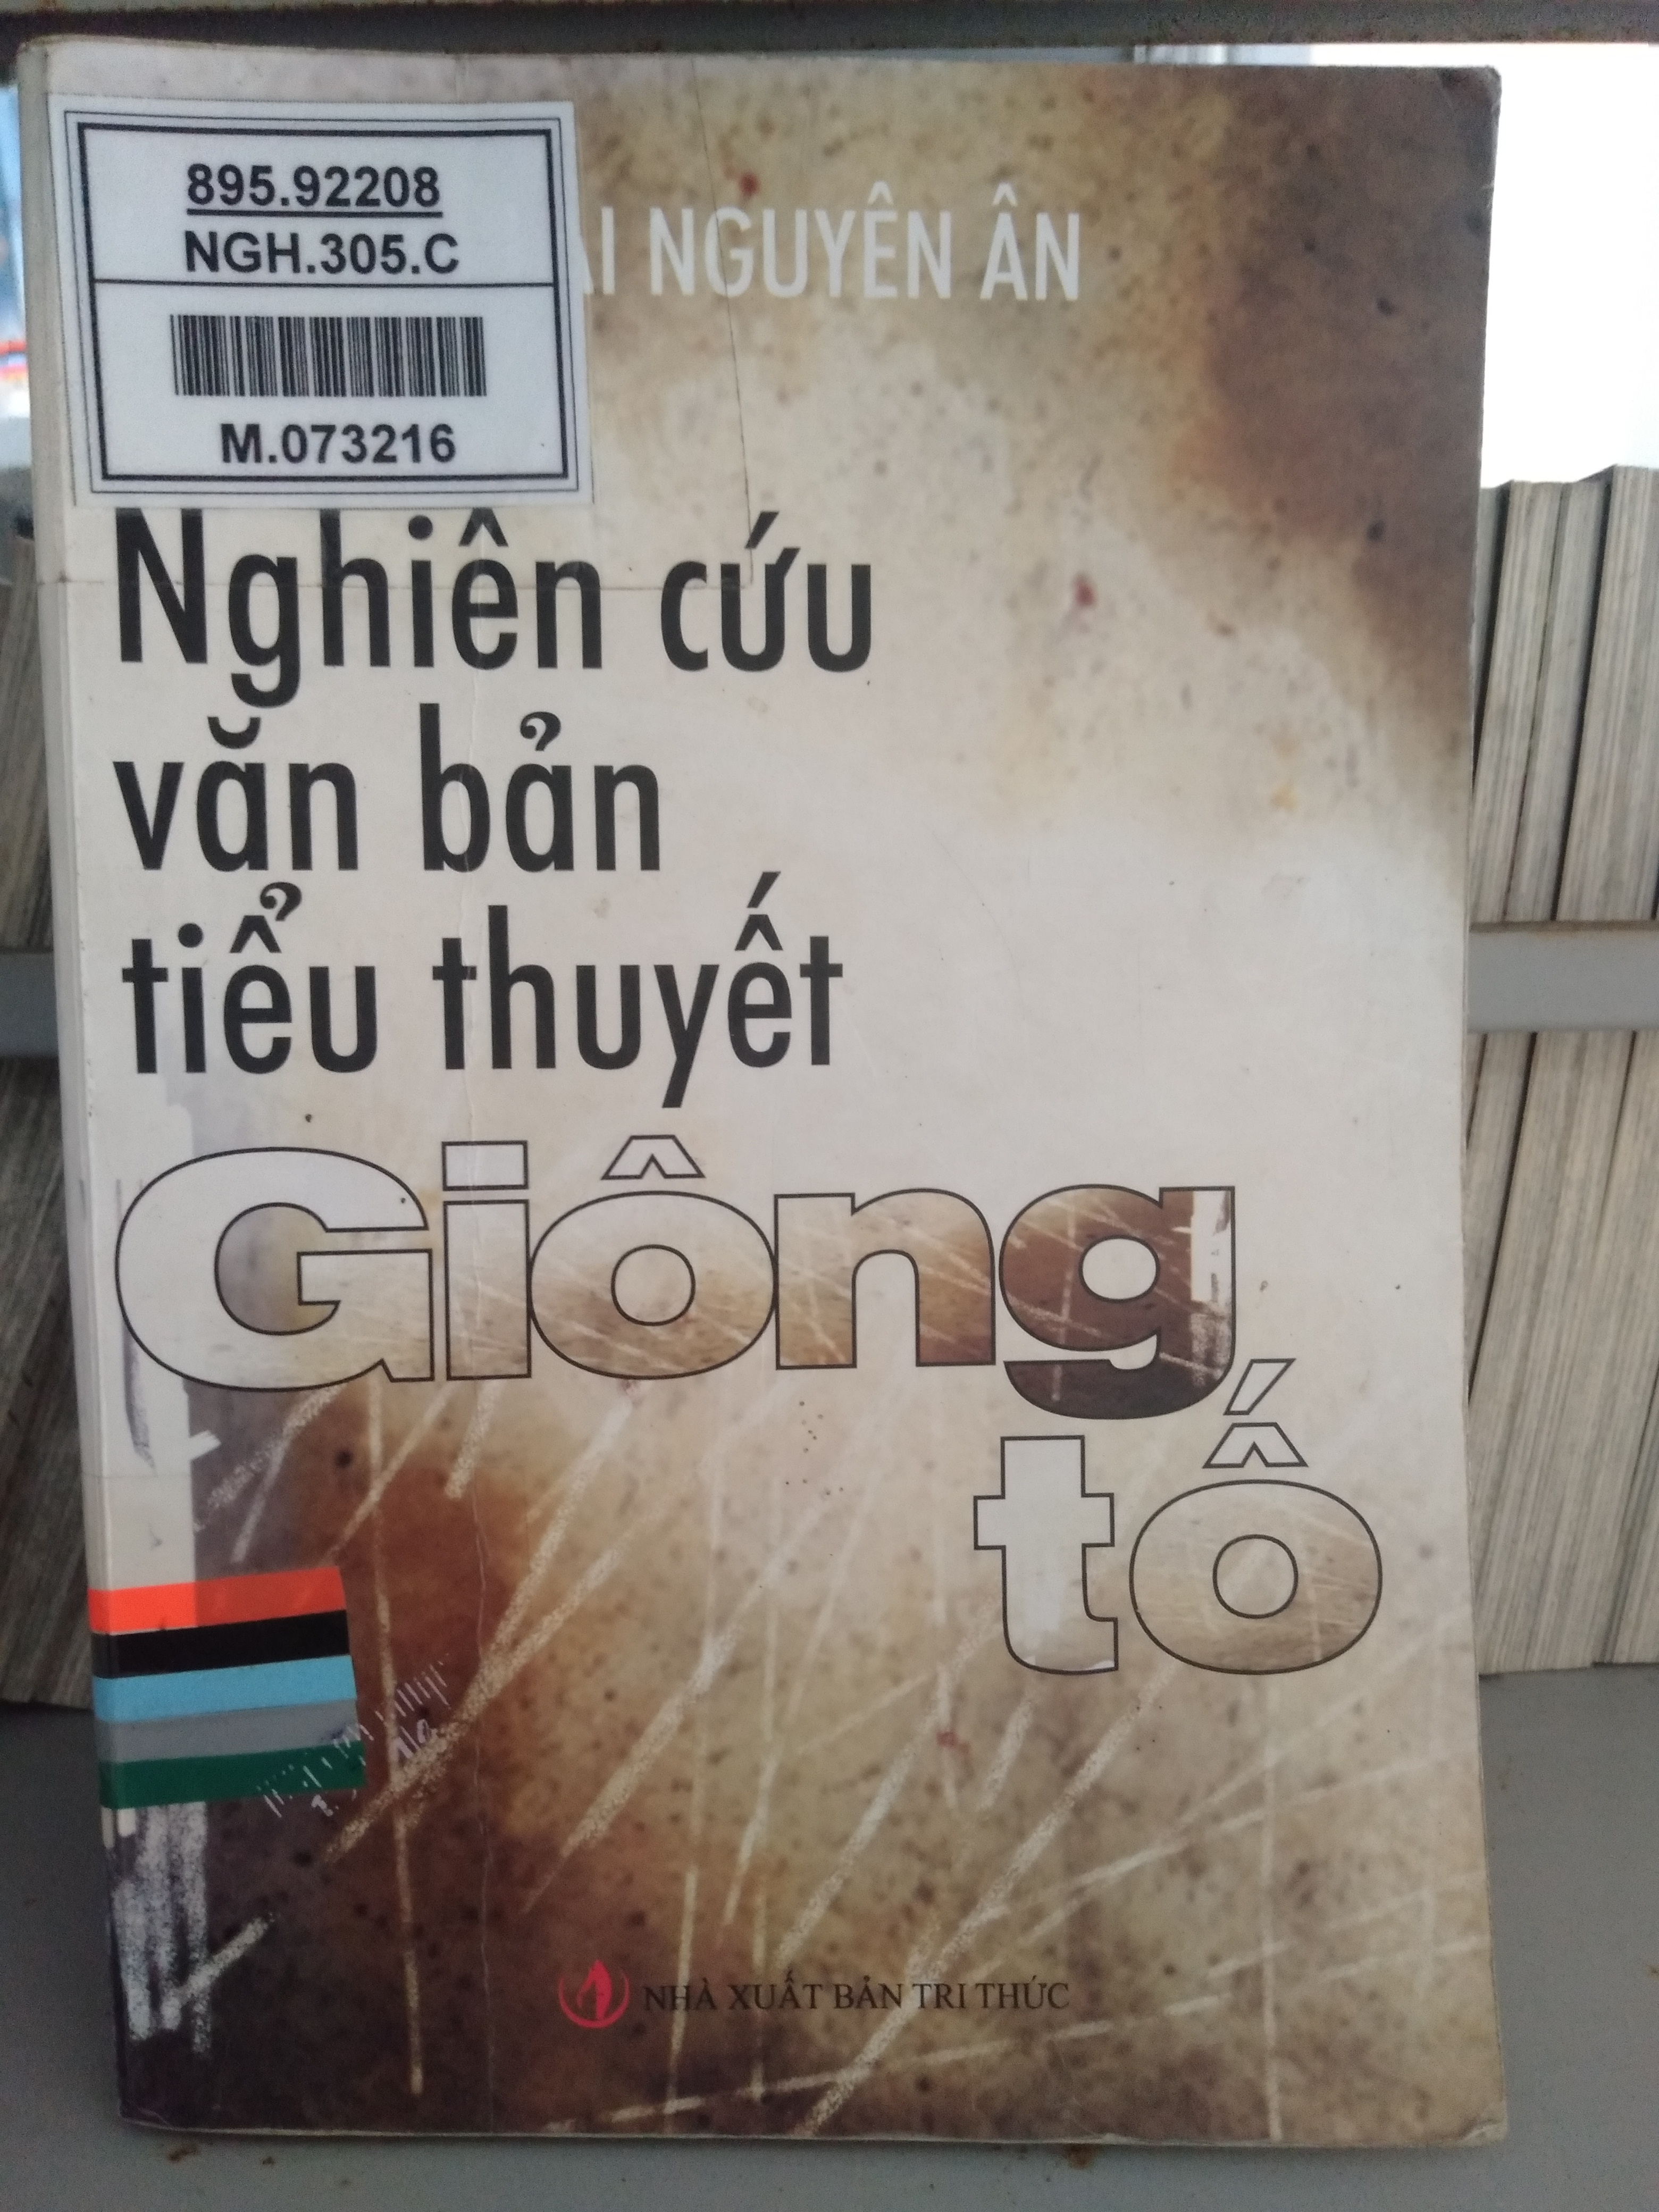 895.92208
NGH.305.C
M.073216
NGUYÊN ÂN
Nghiên cứu
văn bản
tiểu thuyết
Giông
tố
NHÀ XUẤT BẢN TRI THỨC